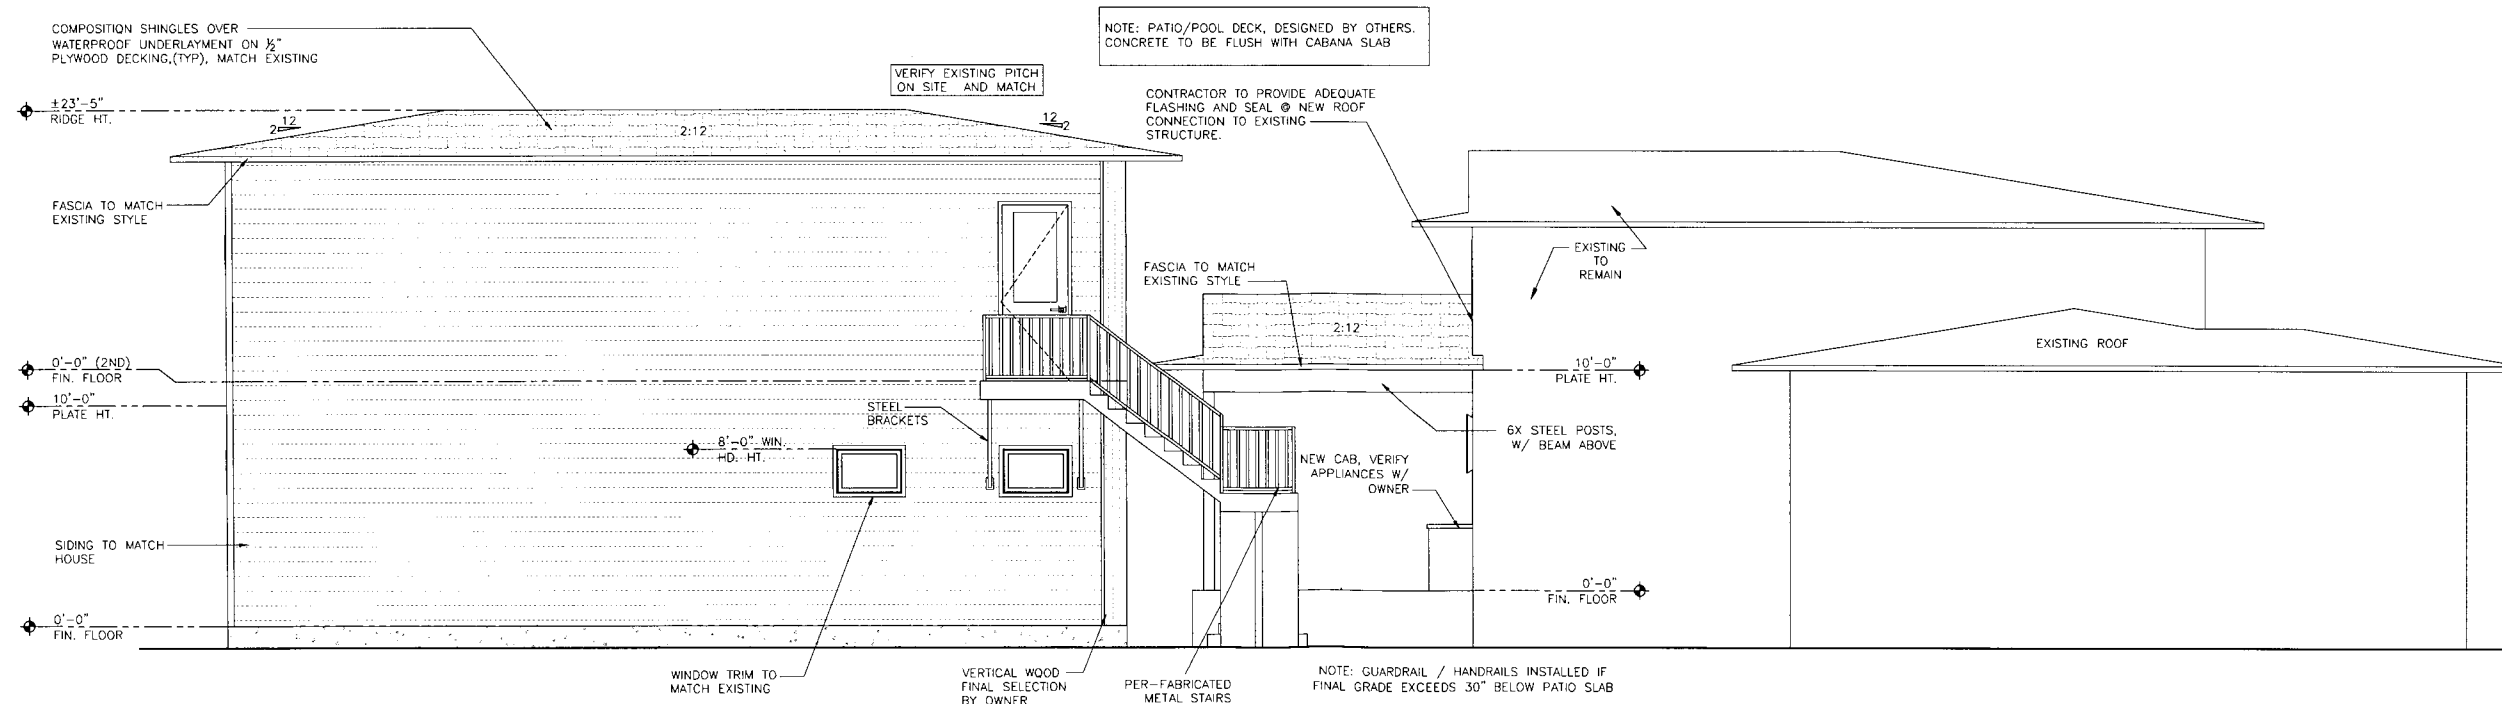 COMPOSITION SHINGLES OVER
WATERPROOF UNDERLAYMENT ON ½"
PLYWOOD DECKING,(TYP), MATCH EXISTING
NOTE: PATIO/POOL DECK, DESIGNED BY OTHERS.
CONCRETE TO BE FLUSH WITH CABANA SLAB
VERIFY EXISTING PITCH
ON SITE AND MATCH
CONTRACTOR TO PROVIDE ADEQUATE
FLASHING AND SEAL @ NEW ROOF
CONNECTION TO EXISTING
STRUCTURE.
±23'-5"
RIDGE HT.
12
2
2:12
12
2
FASCIA TO MATCH
EXISTING STYLE
EXISTING
TO
REMAIN
FASCIA TO MATCH
EXISTING STYLE
2:12
EXISTING ROOF
0'-0" (2ND)
FIN. FLOOR
10'-0"
PLATE HT.
10'-0"
PLATE HT.
STEEL
BRACKETS
8'-0" WIN.
HD. HT.
6X STEEL POSTS,
W/ BEAM ABOVE
NEW CAB, VERIFY
APPLIANCES W/
OWNER
SIDING TO MATCH
HOUSE
0'-0"
FIN. FLOOR
0'-0"
FIN. FLOOR
WINDOW TRIM TO
MATCH EXISTING
VERTICAL WOOD
FINAL SELECTION
BY OWNER
PER-FABRICATED
METAL STAIRS
NOTE: GUARDRAIL / HANDRAILS INSTALLED IF
FINAL GRADE EXCEEDS 30" BELOW PATIO SLAB